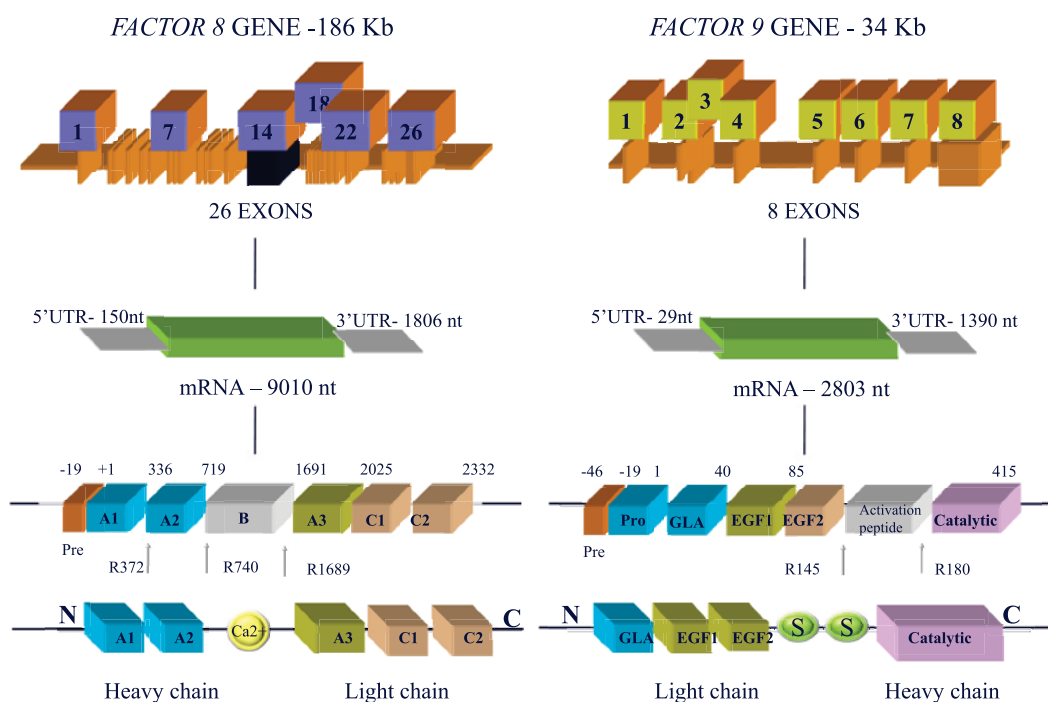 FACTOR 8 GENE -186 Kb
1 7 14 18 22 26
26 EXONS
5’UTR- 150nt
3’UTR- 1806 nt
mRNA – 9010 nt
-19 +1 336 719 1691 2025 2332
A1 A2 B A3 C1 C2
Pre
R372 R740 R1689
N C
A1 A2 Ca2+ A3 C1 C2
Heavy chain Light chain
FACTOR 9 GENE - 34 Kb
1 2 3 4 5 6 7 8
8 EXONS
5’UTR- 29nt
3’UTR- 1390 nt
mRNA – 2803 nt
-46 -19 1 40 85 415
Pro GLA EGF1 EGF2 Activation
peptide Catalytic
Pre
R145 R180
N C
GLA EGF1 EGF2 S S Catalytic
Light chain Heavy chain